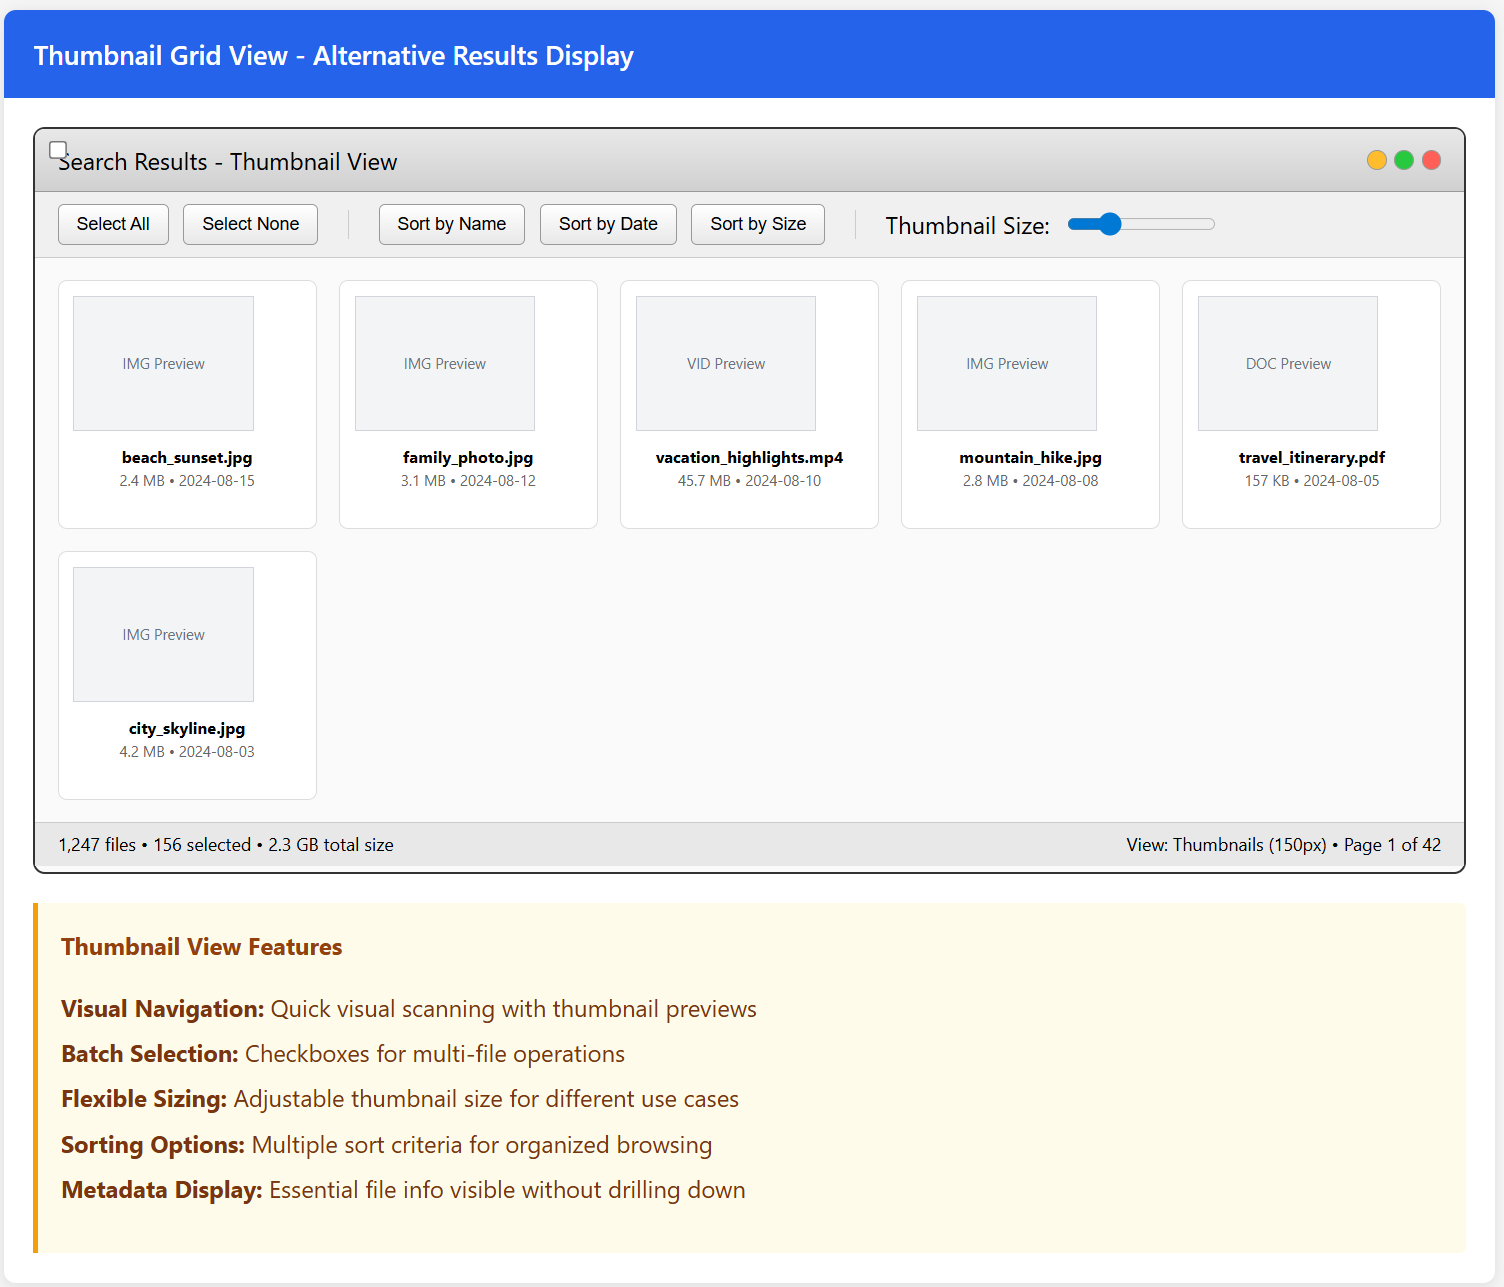 Thumbnail Grid View - Alternative Results Display
Search Results - Thumbnail View
Select All
Select None
Sort by Name
Sort by Date
Sort by Size
Thumbnail Size:
IMG Preview
beach_sunset.jpg
2.4 MB • 2024-08-15
IMG Preview
family_photo.jpg
3.1 MB • 2024-08-12
VID Preview
vacation_highlights.mp4
45.7 MB • 2024-08-10
IMG Preview
mountain_hike.jpg
2.8 MB • 2024-08-08
DOC Preview
travel_itinerary.pdf
157 KB • 2024-08-05
IMG Preview
city_skyline.jpg
4.2 MB • 2024-08-03
1,247 files • 156 selected • 2.3 GB total size
View: Thumbnails (150px) • Page 1 of 42
Thumbnail View Features
Visual Navigation: Quick visual scanning with thumbnail previews
Batch Selection: Checkboxes for multi-file operations
Flexible Sizing: Adjustable thumbnail size for different use cases
Sorting Options: Multiple sort criteria for organized browsing
Metadata Display: Essential file info visible without drilling down